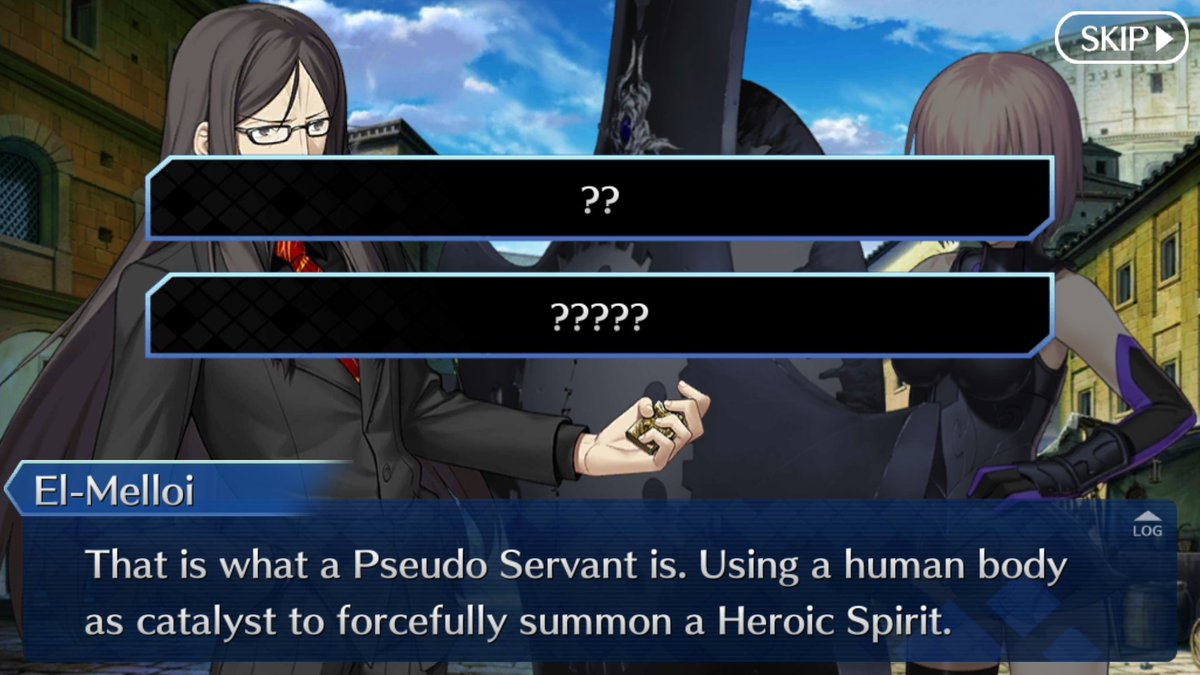 SKIP
??
?????
El-Melloi
LOG
That is what a Pseudo Servant is. Using a human body
as catalyst to forcefully summon a Heroic Spirit.